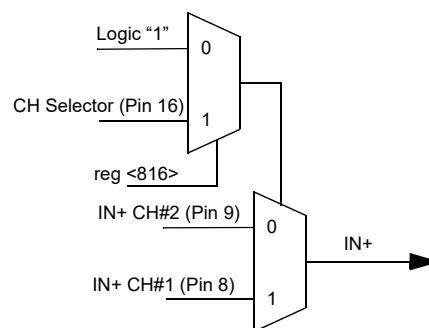 Logic “1”
0
CH Selector (Pin 16)
1
reg <816>
IN+ CH#2 (Pin 9)
0
IN+
IN+ CH#1 (Pin 8)
1